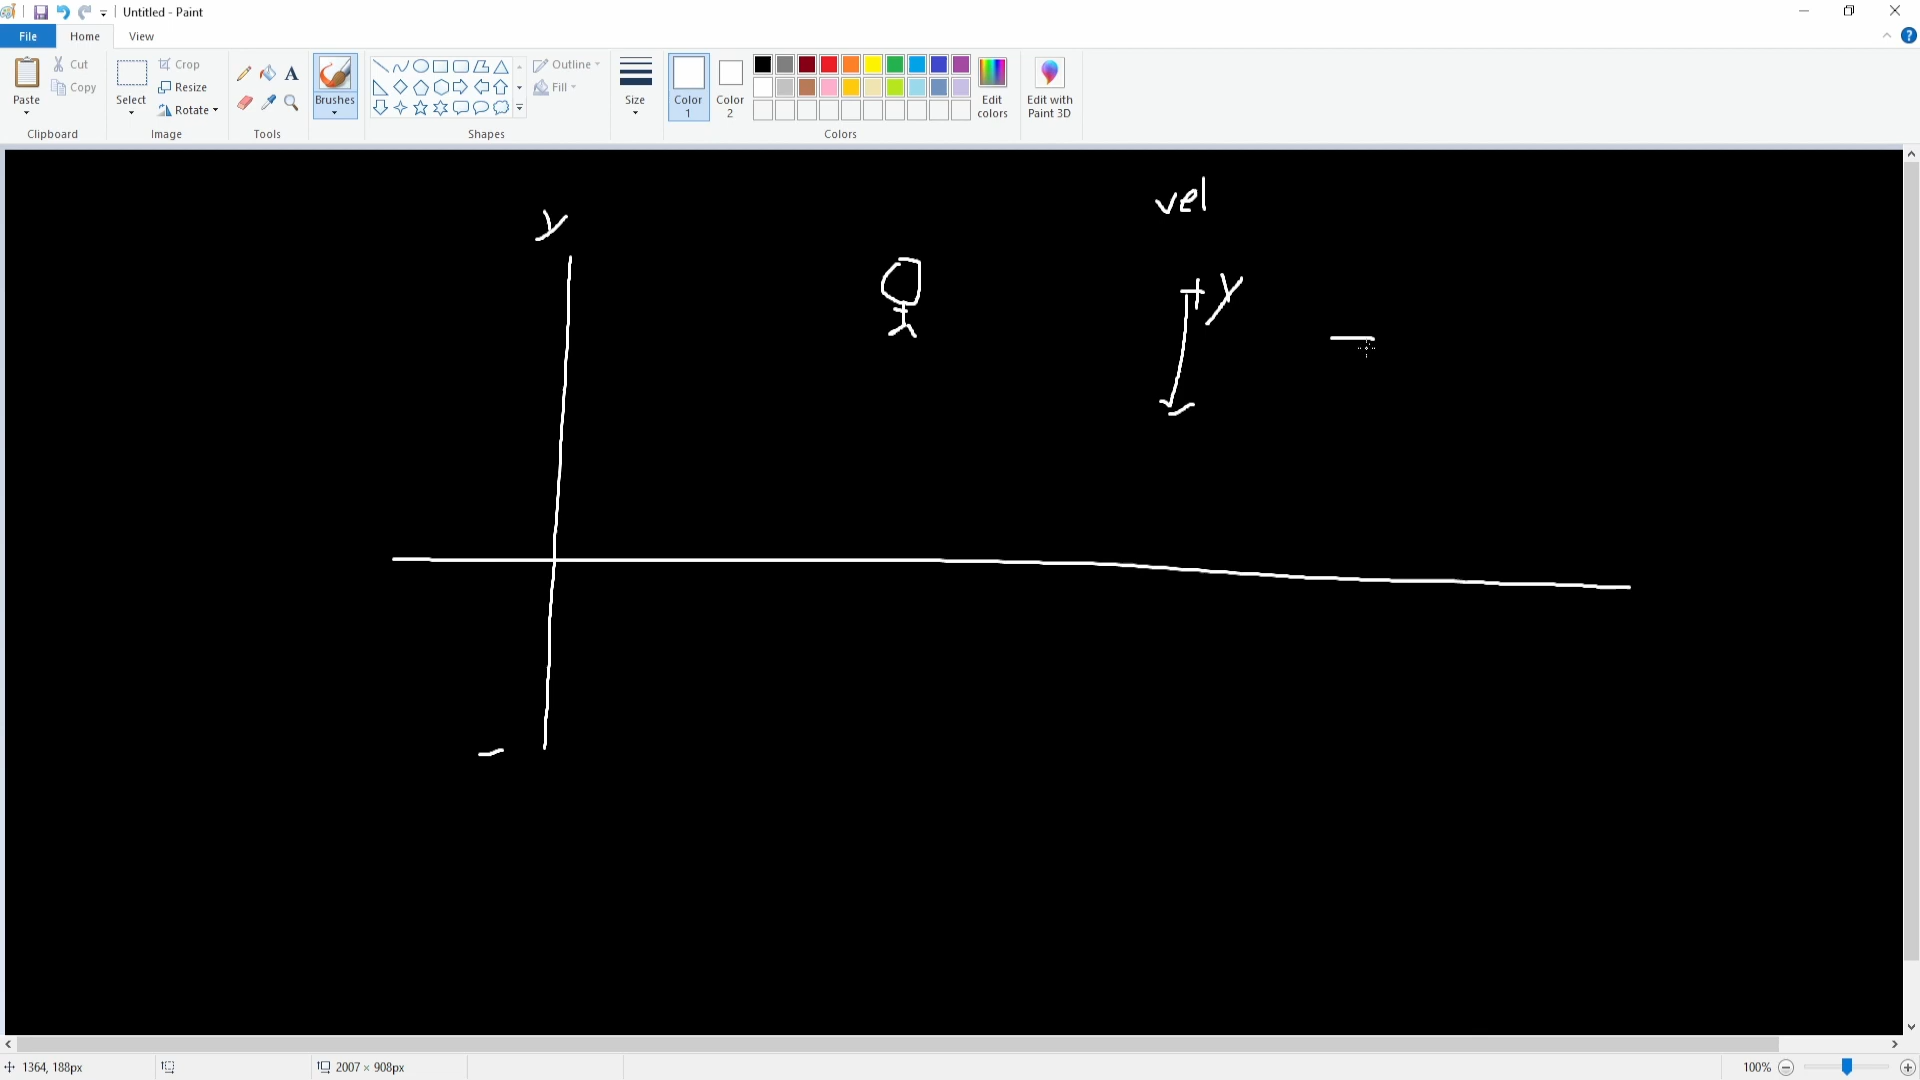 Untitled - Paint
File Home View
Paste
Cut
Copy
Clipboard
Select
Crop
Resize
Rotate
Image
Tools
Brushes
Shapes
Outline
Fill
Size
Color 1
Color 2
Colors
Edit colors
Edit with Paint 3D
vel
y
+ y
-
-
1364, 188px
2007 × 908px
100%